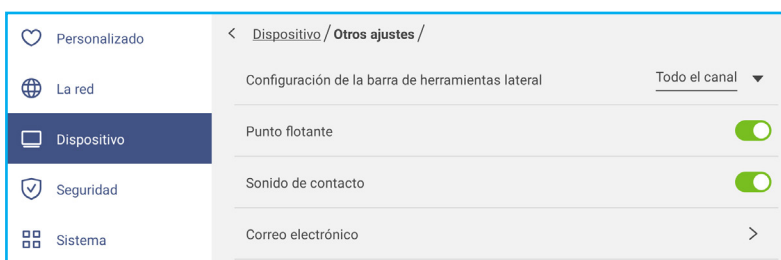 Personalizado
La red
Dispositivo
Seguridad
Sistema
< Dispositivo / Otros ajustes /
Configuración de la barra de herramientas lateral Todo el canal
Punto flotante
Sonido de contacto
Correo electrónico >